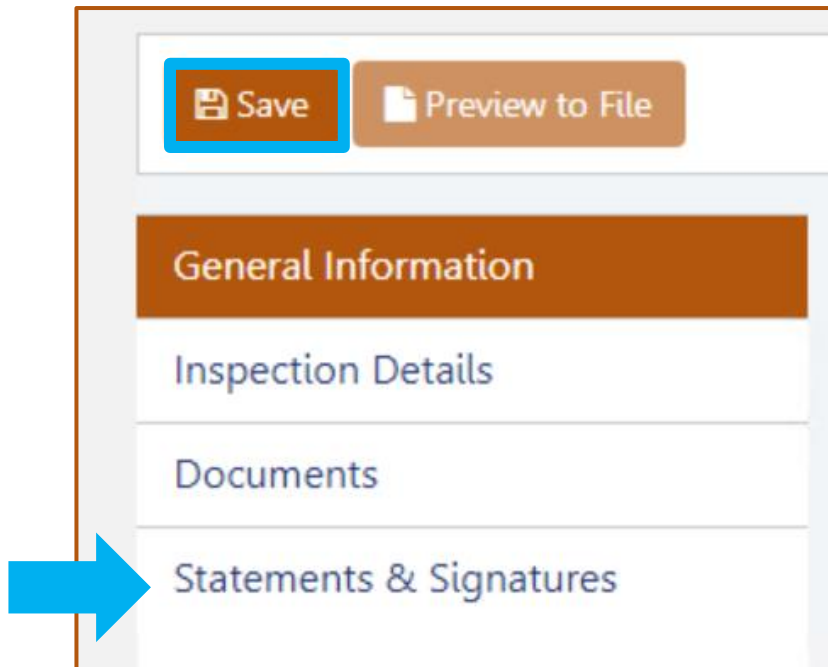 Save Preview to File
General Information
Inspection Details
Documents
Statements & Signatures